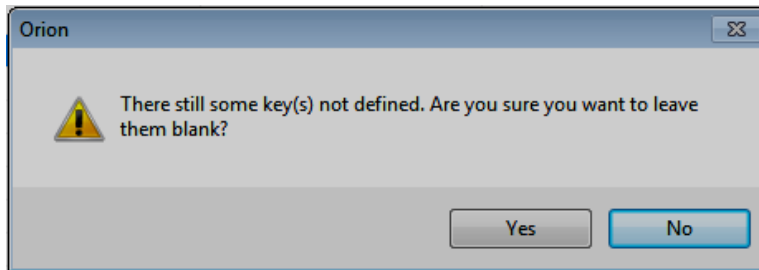 Orion
There still some key(s) not defined. Are you sure you want to leave
them blank?
Yes
No